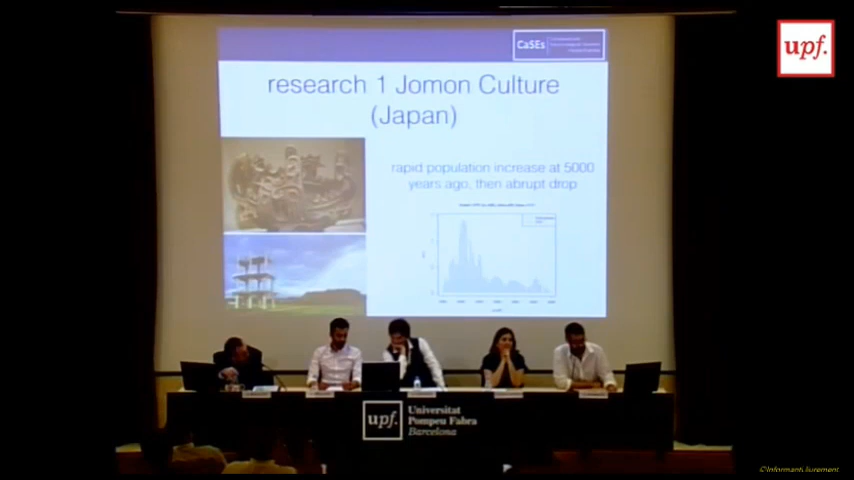 CaSEs
upf.
research 1 Jomon Culture
(Japan)
rapid population increase at 5000
years ago, then abrupt drop
upf.
Universitat
Pompeu Fabra
Barcelona